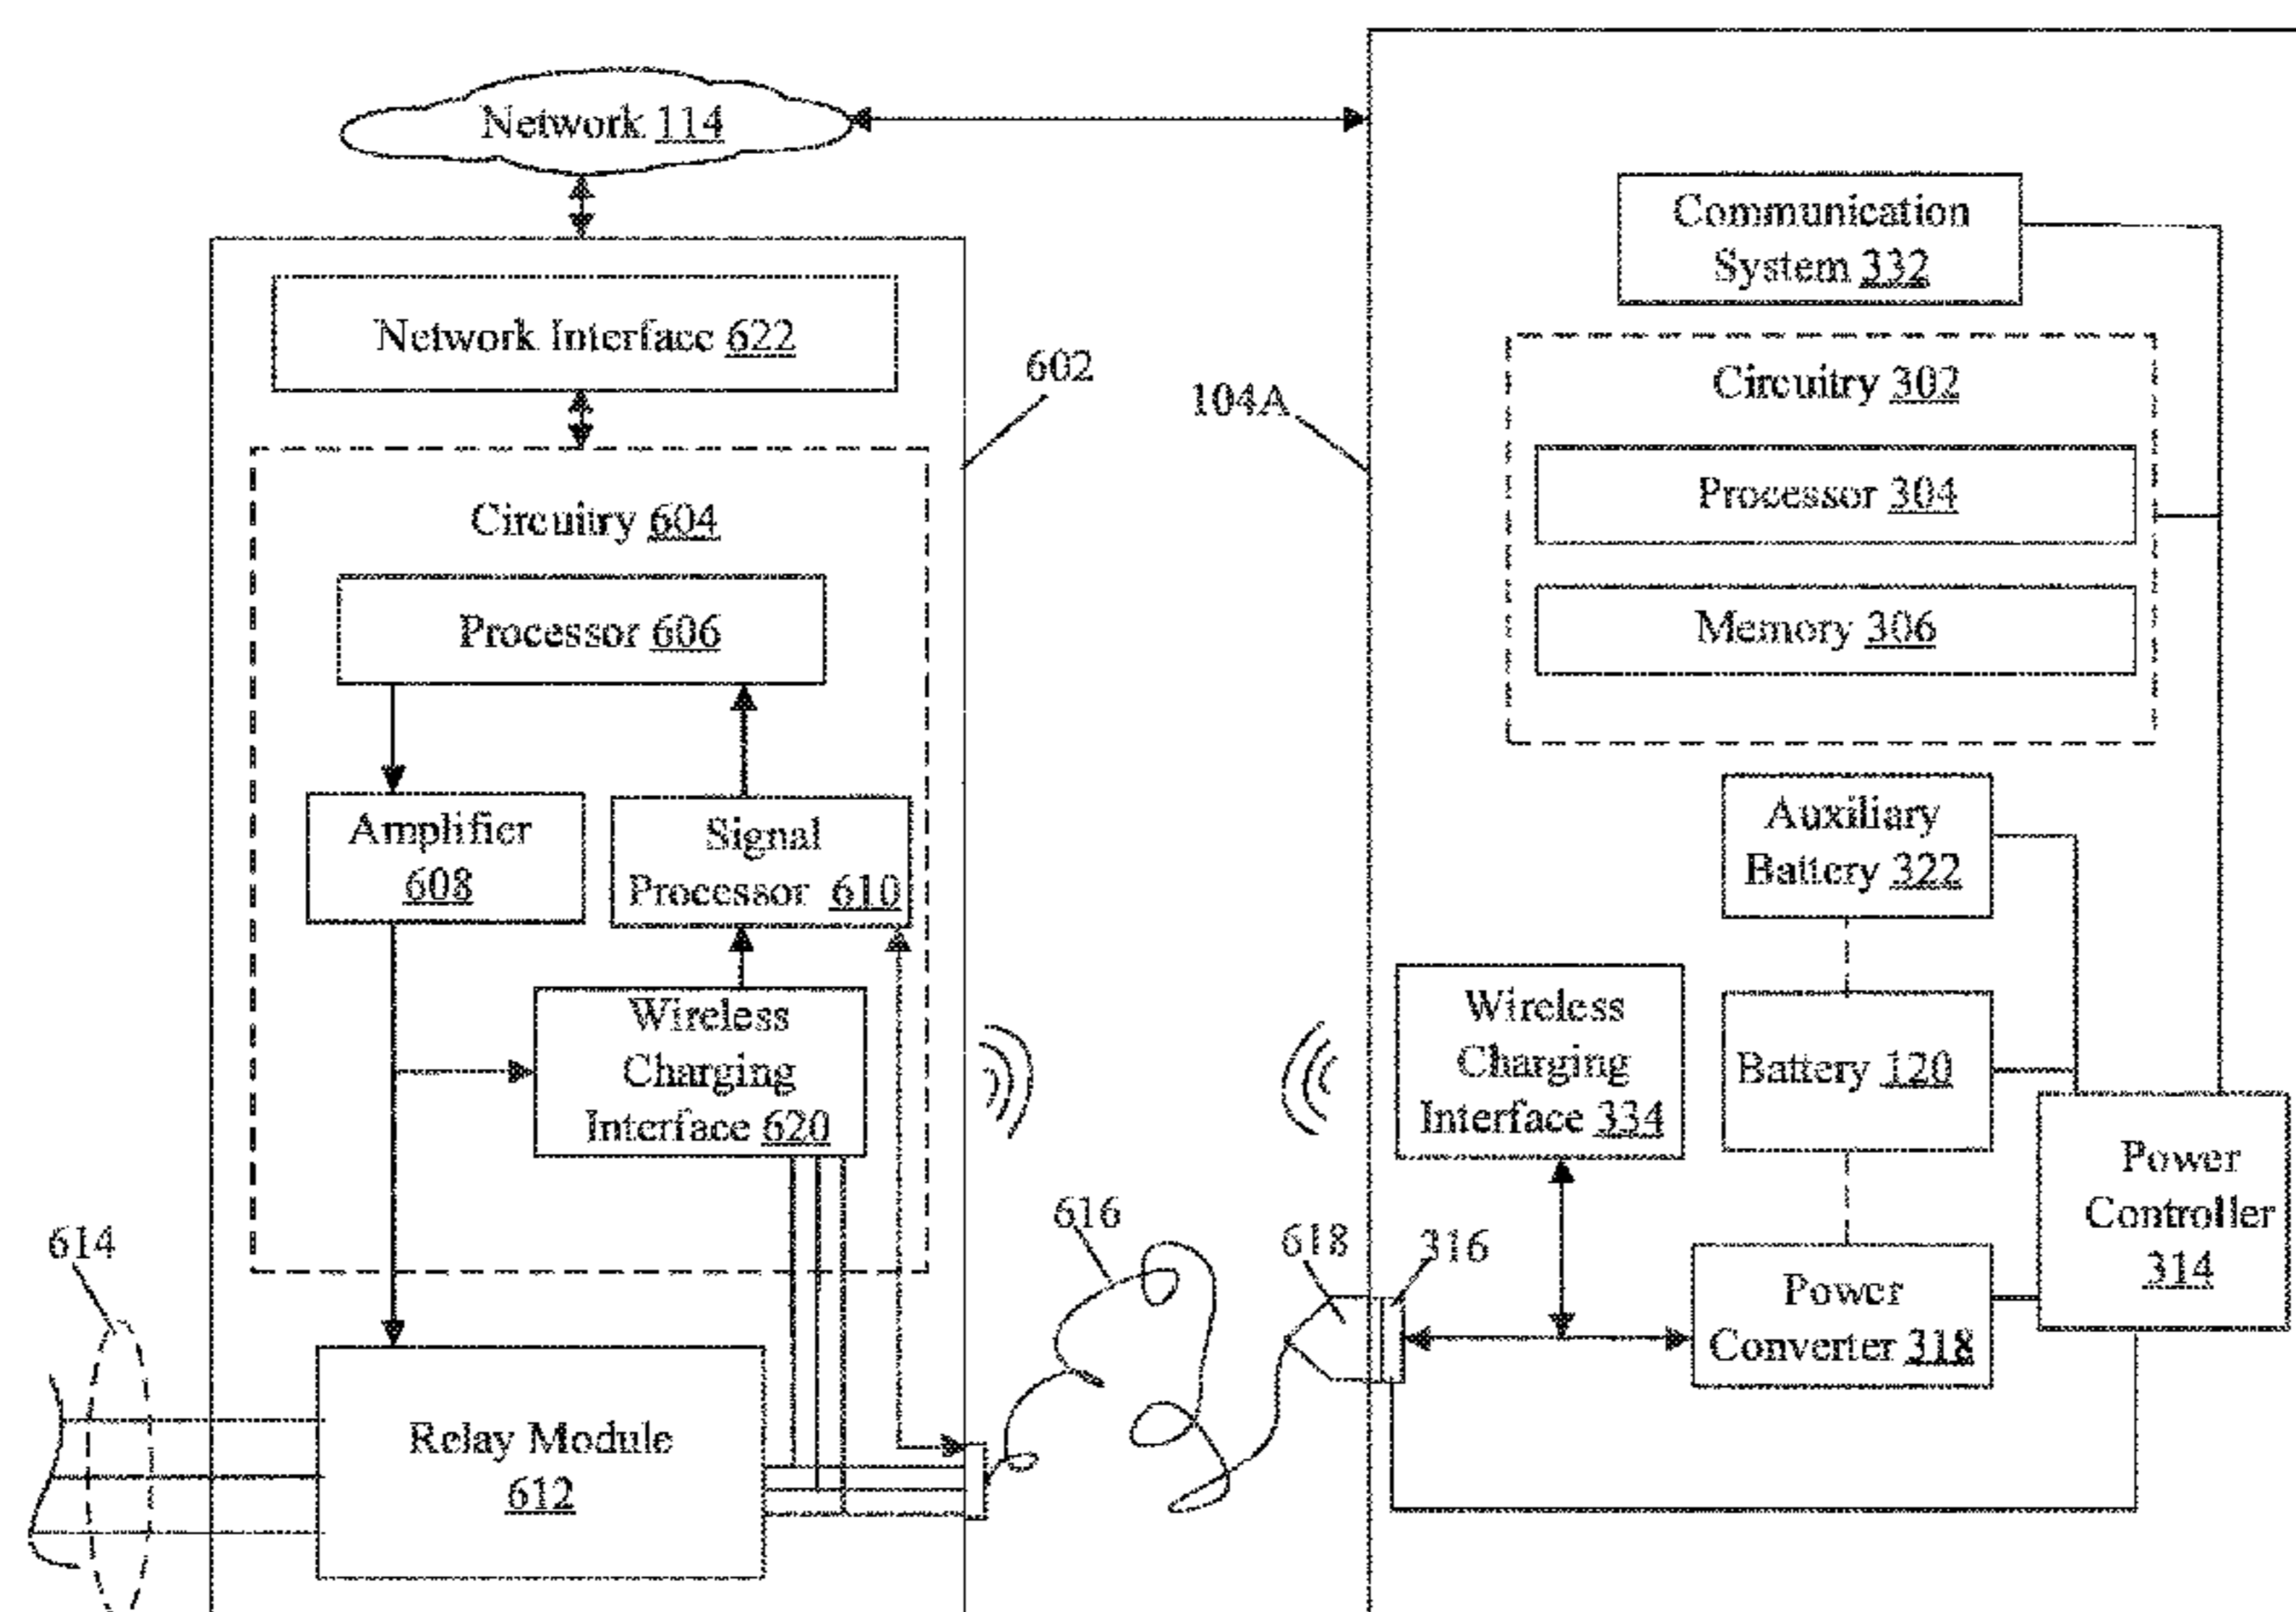 Network 114
Network Interface 622
602
Circuitry 604
Processor 606
Amplifier
608
Signal
Processor 610
Wireless
Charging
Interface 620
614
Relay Module
612
616
618
316
104A
Communication
System 332
Circuitry 302
Processor 304
Memory 306
Auxiliary
Battery 322
Wireless
Charging
Interface 334
Battery 120
Power
Controller
314
Power
Converter 318